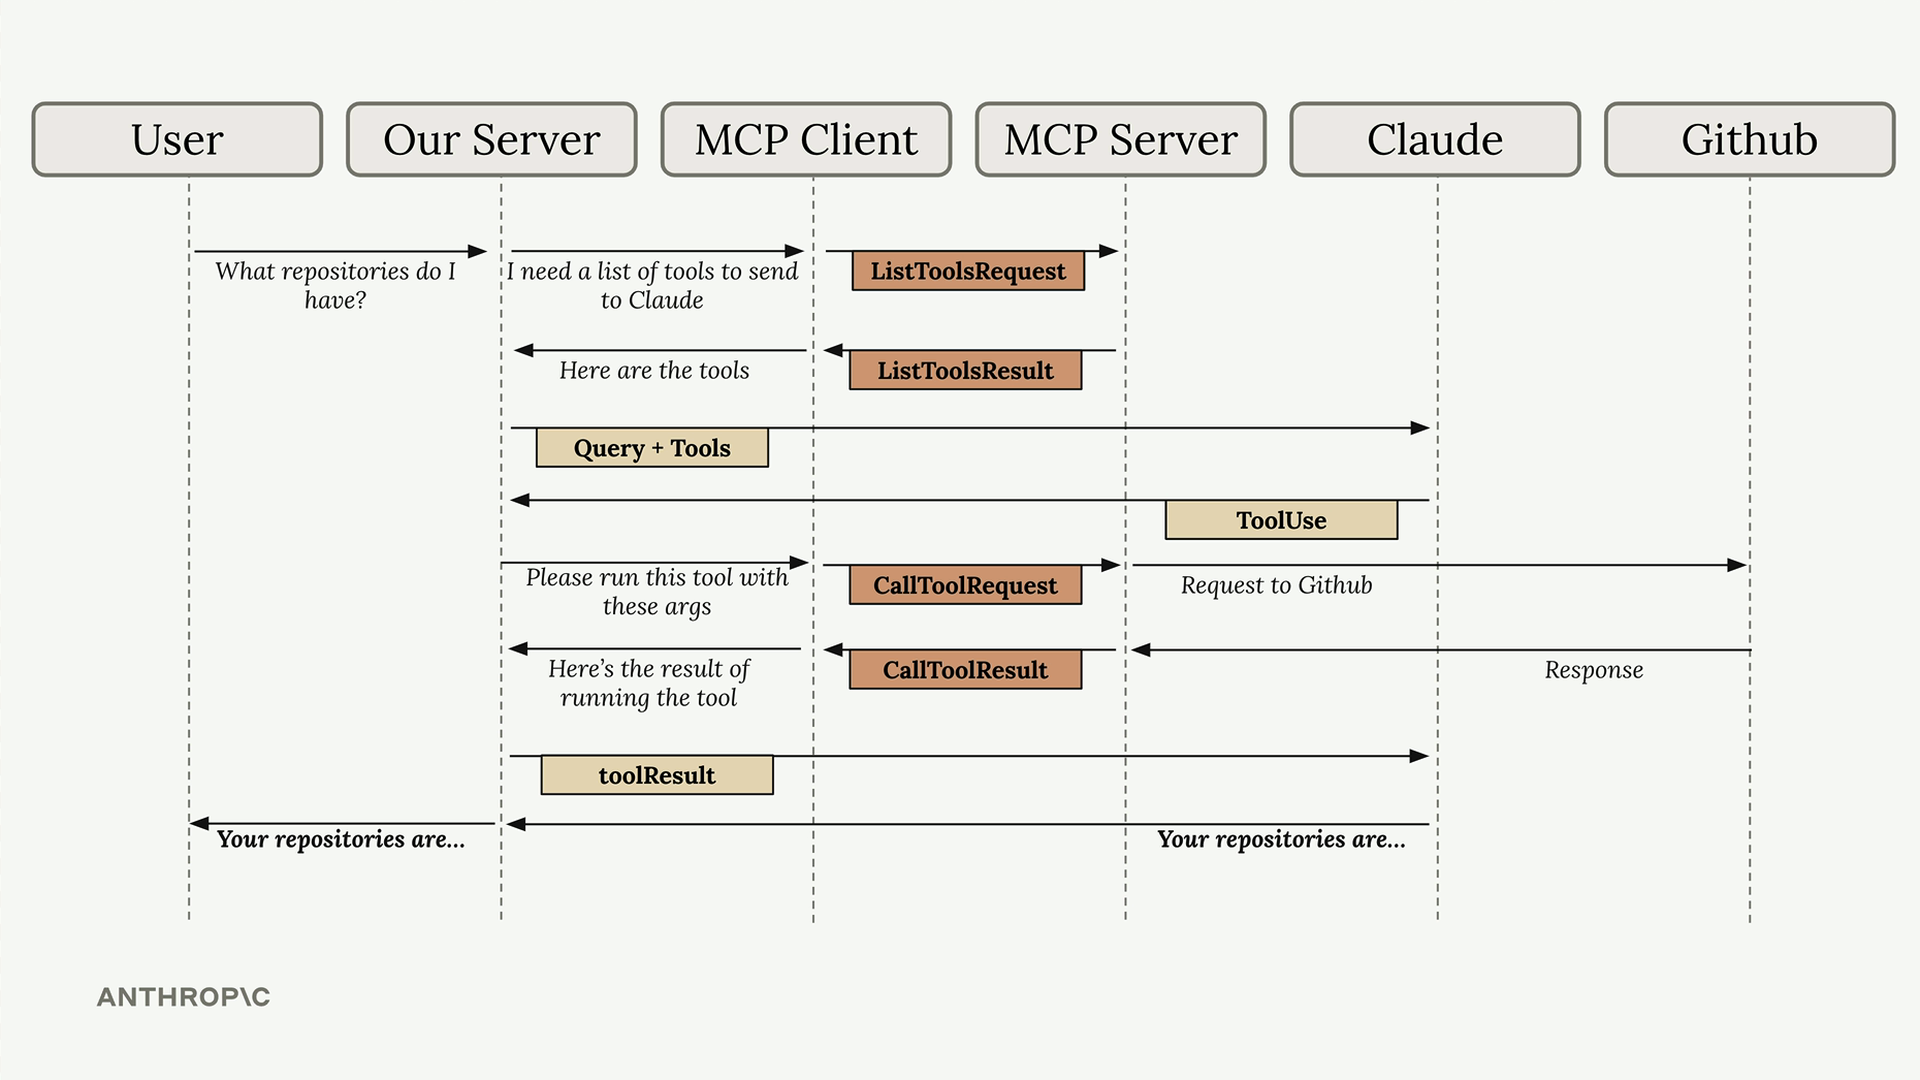 User
Our Server
MCP Client
MCP Server
Claude
Github
What repositories do I
have?
I need a list of tools to send
to Claude
ListToolsRequest
Here are the tools
ListToolsResult
Query + Tools
ToolUse
Please run this tool with
these args
CallToolRequest
Request to Github
Here’s the result of
running the tool
CallToolResult
Response
toolResult
Your repositories are...
Your repositories are...
ANTHROP\C